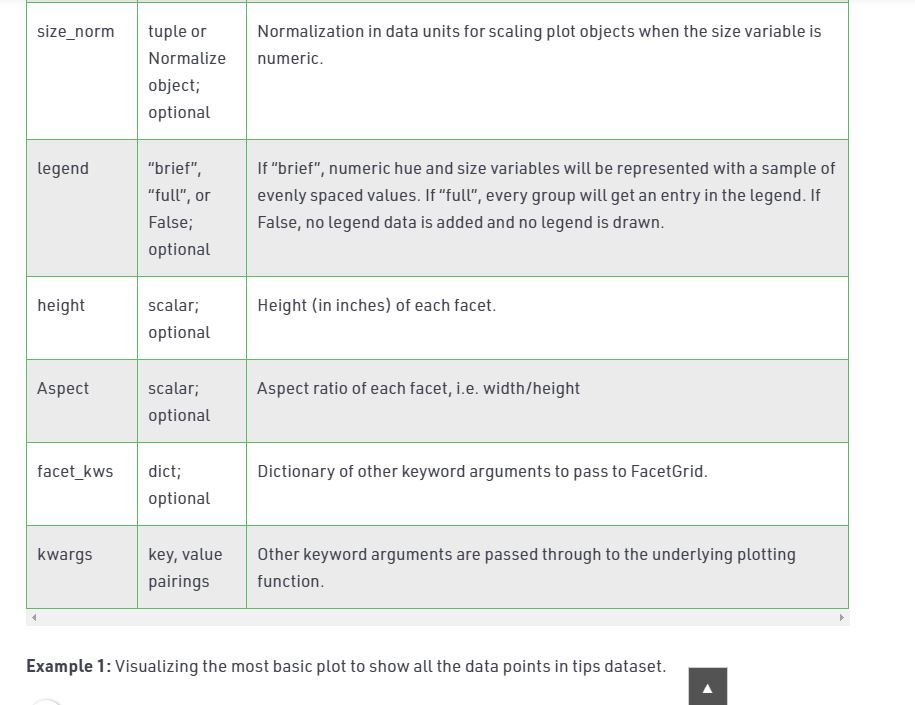 size_norm tuple or Normalization in data units for scaling plot objects when the size variable is
Normalize numeric.
object;
optional
legend “brief”, If “brief”, numeric hue and size variables will be represented with a sample of
“full”, or evenly spaced values. If “full”, every group will get an entry in the legend. If
False; False, no legend data is added and no legend is drawn.
optional
height scalar; Height (in inches) of each facet.
optional
Aspect scalar; Aspect ratio of each facet, i.e. width/height
optional
facet_kws dict; Dictionary of other keyword arguments to pass to FacetGrid.
optional
kwargs key, value Other keyword arguments are passed through to the underlying plotting
pairings function.
Example 1: Visualizing the most basic plot to show all the data points in tips dataset.